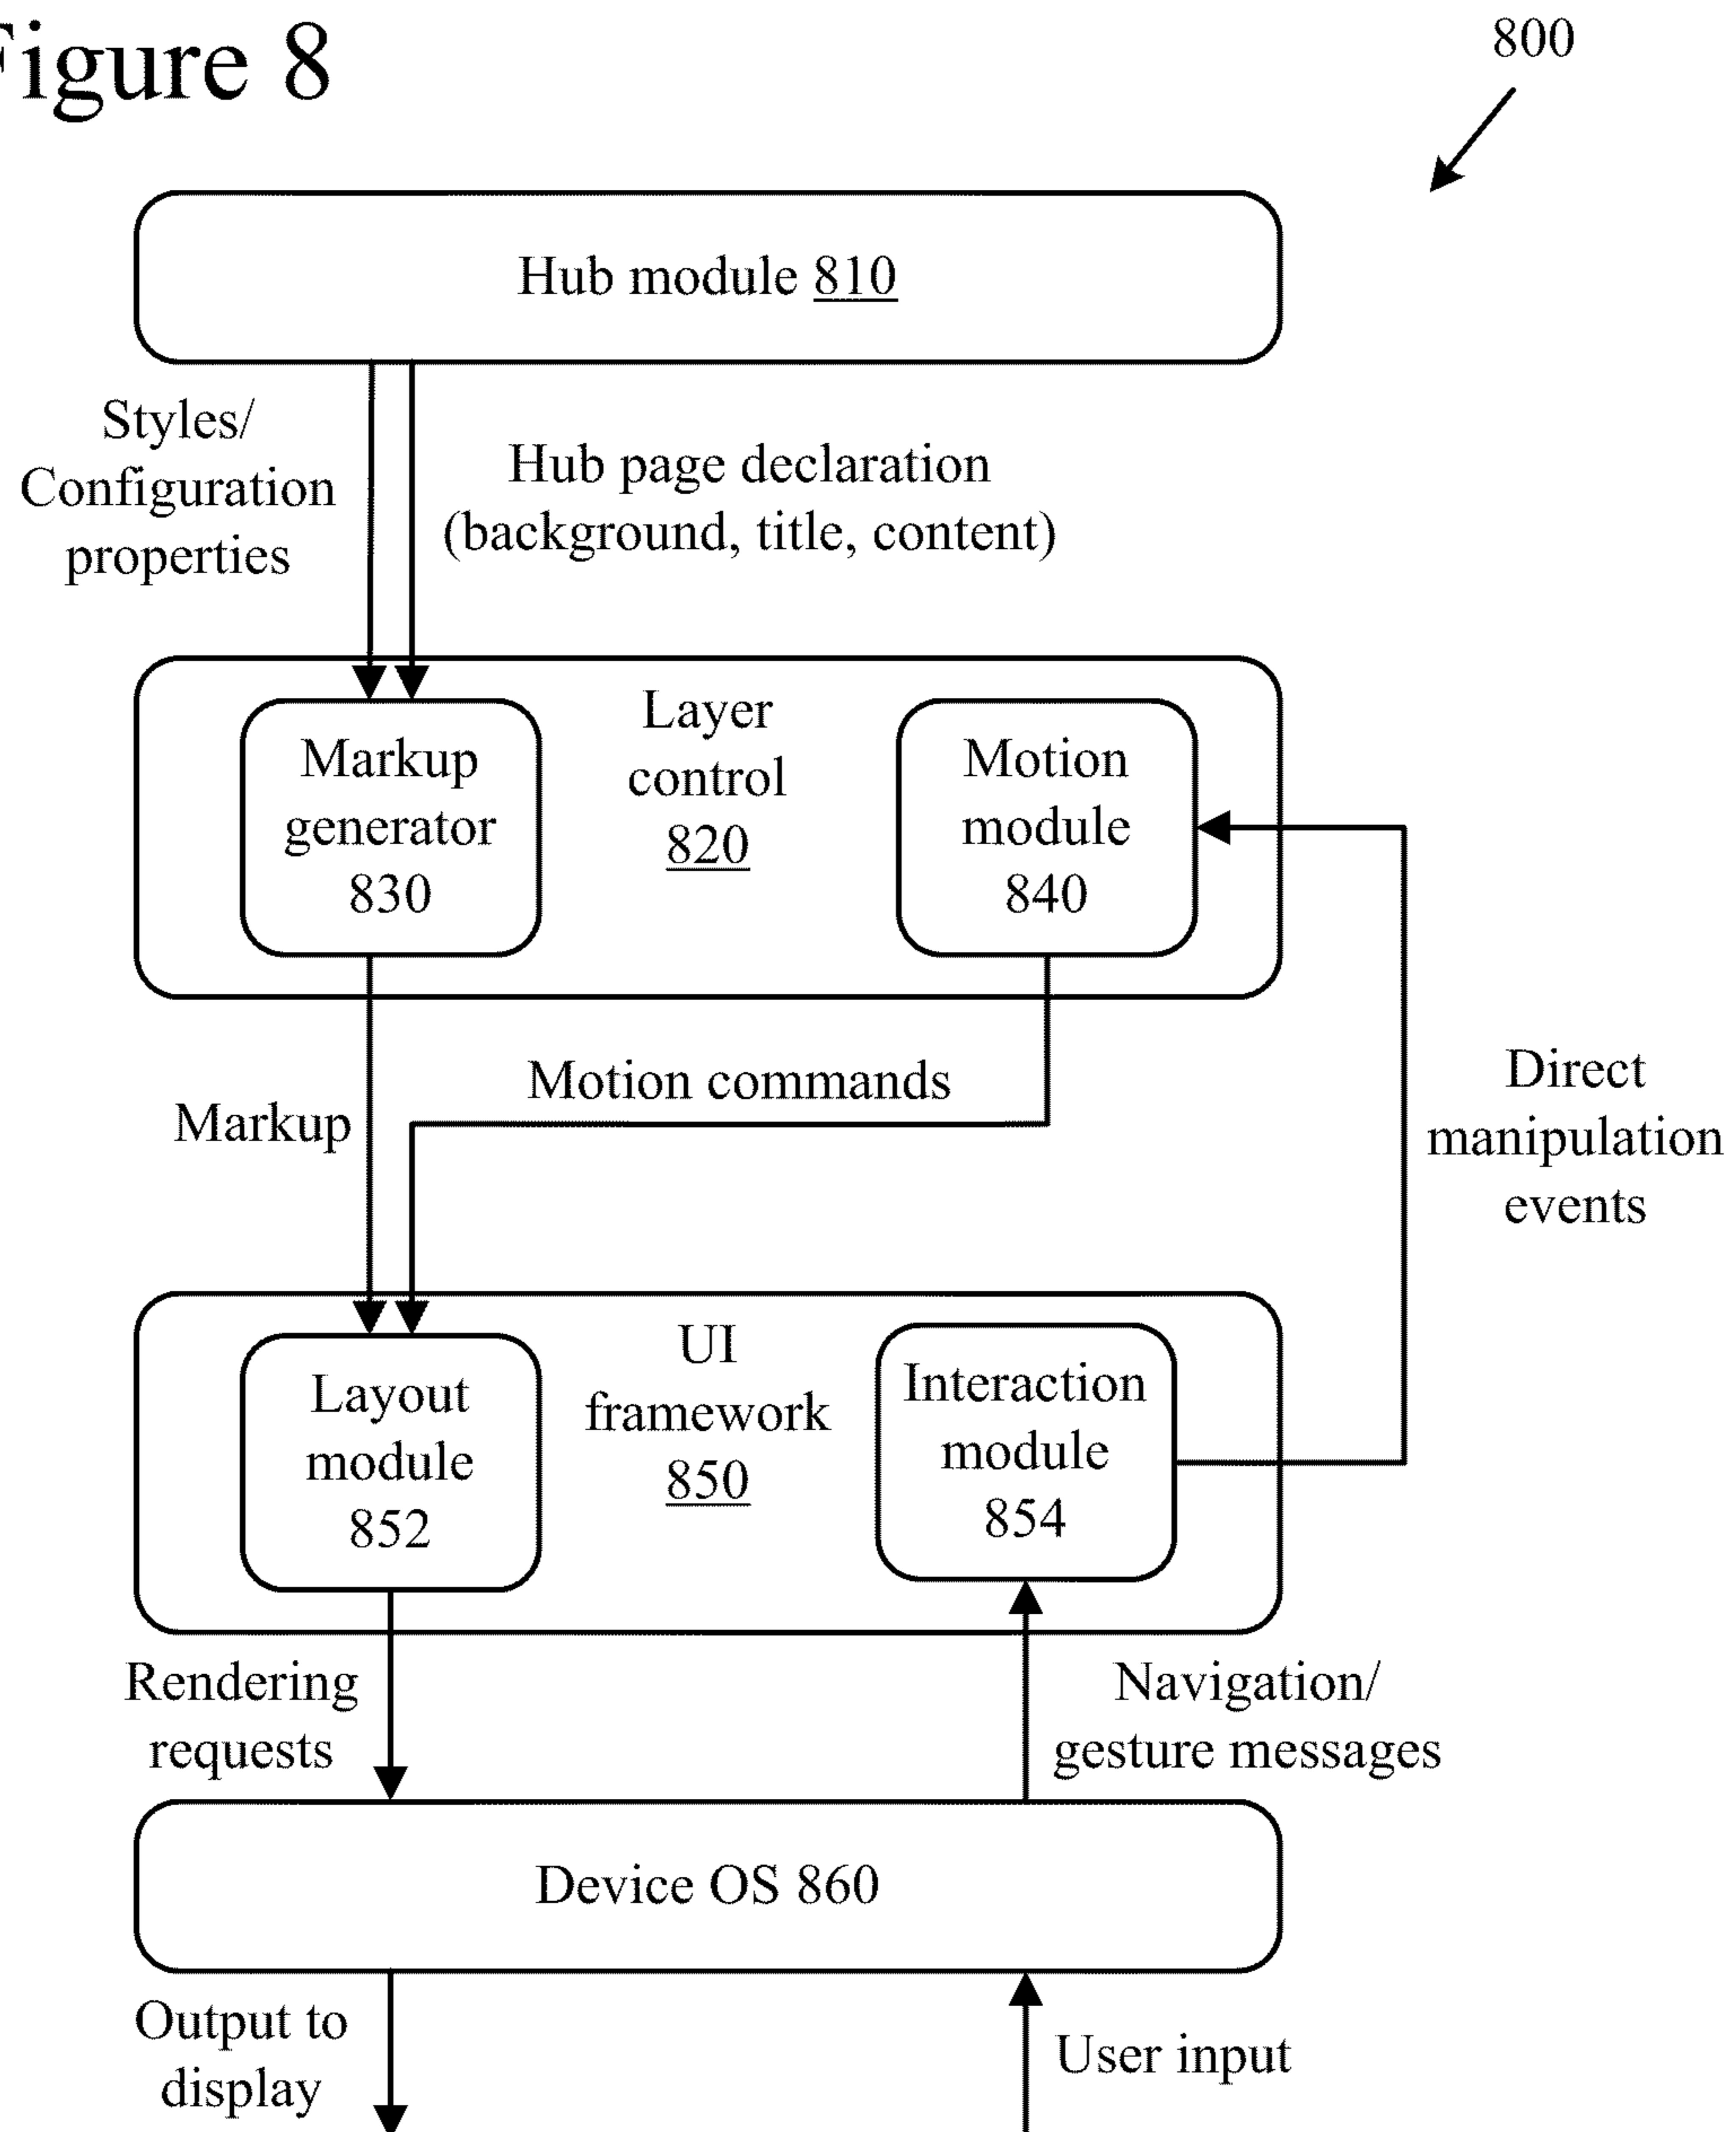 Figure 8
800
Hub module 810
Styles/
Configuration
properties
Hub page declaration
(background, title, content)
Markup
generator
830
Layer
control
820
Motion
module
840
Motion commands
Markup
Direct
manipulation
events
Layout
module
852
UI
framework
850
Interaction
module
854
Rendering
requests
Navigation/
gesture messages
Device OS 860
Output to
display
User input